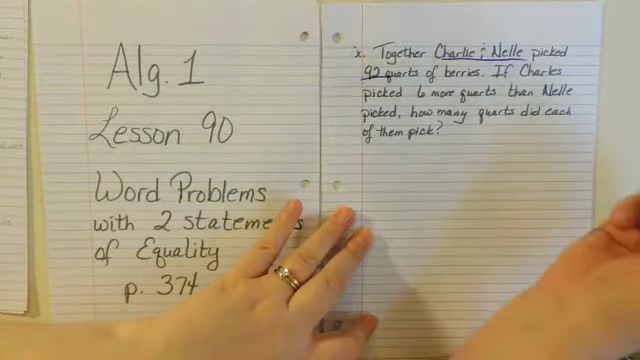 Alg. 1
Lesson 90
Word Problems
with 2 statements
of Equality
p. 374
x. Together Charlie & Nelle picked
92 quarts of berries. If Charles
picked 6 more quarts than Nelle
picked, how many quarts did each
of them pick?